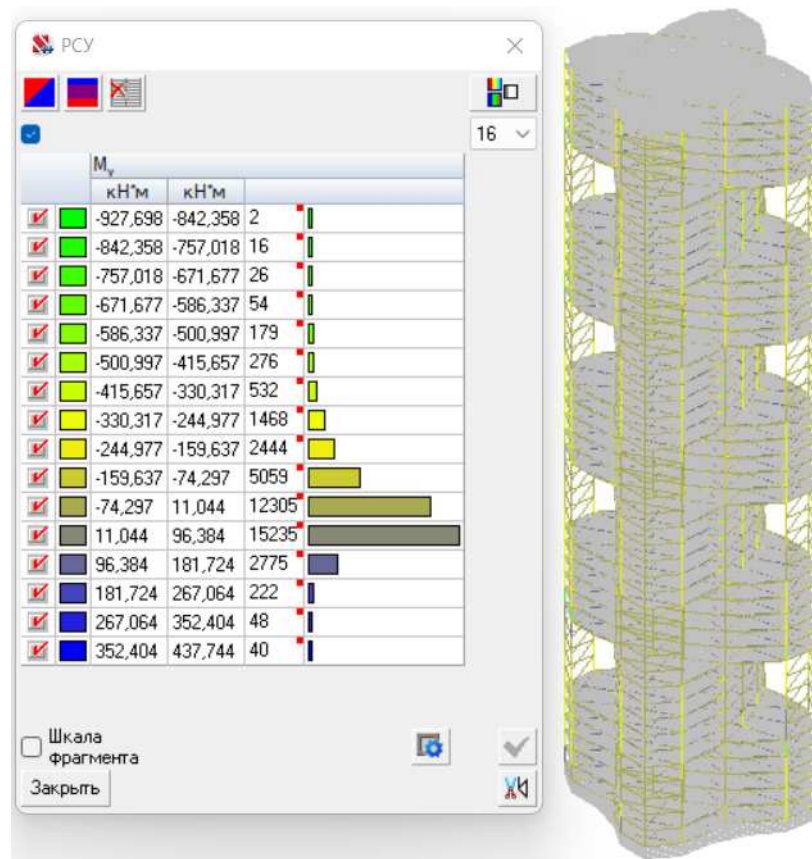 РСУ
16
My
кН*м кН*м
-927,698 -842,358 2
-842,358 -757,018 16
-757,018 -671,677 26
-671,677 -586,337 54
-586,337 -500,997 179
-500,997 -415,657 276
-415,657 -330,317 532
-330,317 -244,977 1468
-244,977 -159,637 2444
-159,637 -74,297 5059
-74,297 11,044 12305
11,044 96,384 15235
96,384 181,724 2775
181,724 267,064 222
267,064 352,404 48
352,404 437,744 40
Шкала
фрагмента
Закрыть